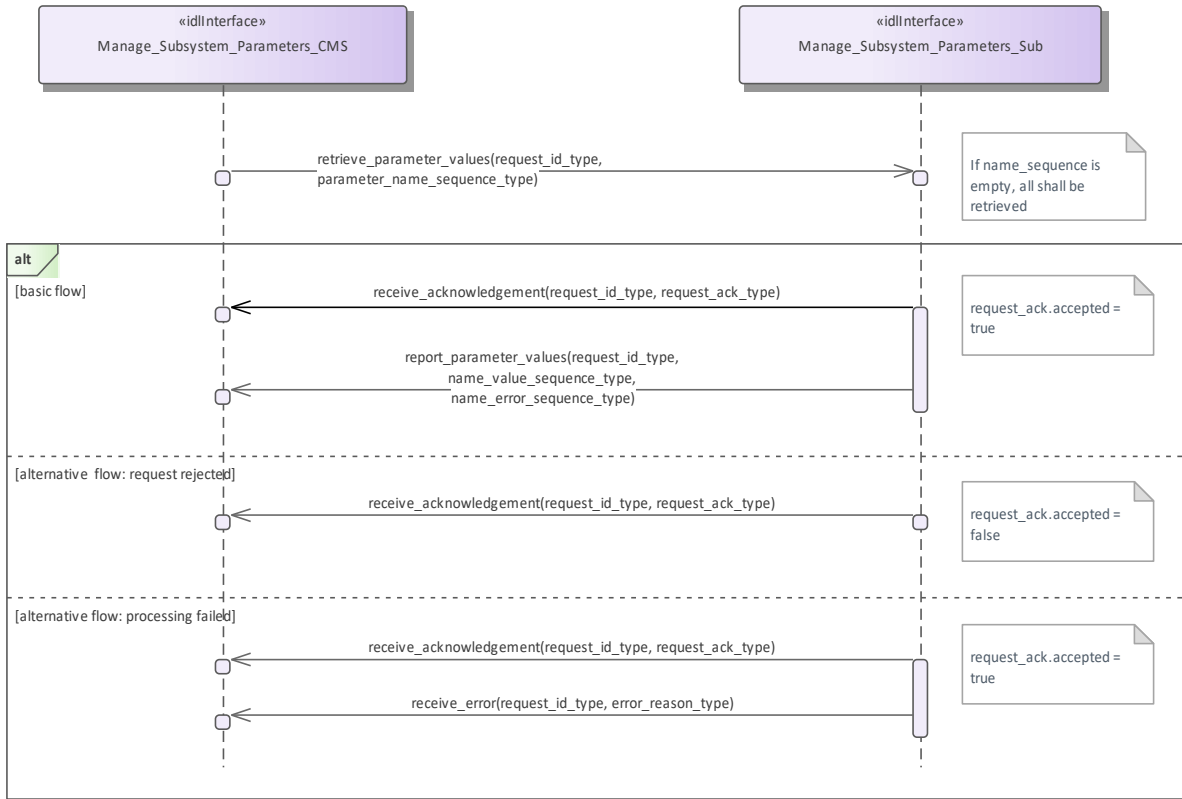 «idlInterface»
Manage_Subsystem_Parameters_CMS
«idlInterface»
Manage_Subsystem_Parameters_Sub
retrieve_parameter_values(request_id_type,
parameter_name_sequence_type)
If name_sequence is
empty, all shall be
retrieved
alt
[basic flow]
receive_acknowledgement(request_id_type, request_ack_type)
request_ack.accepted =
true
report_parameter_values(request_id_type,
name_value_sequence_type,
name_error_sequence_type)
[alternative flow: request rejected]
receive_acknowledgement(request_id_type, request_ack_type)
request_ack.accepted =
false
[alternative flow: processing failed]
receive_acknowledgement(request_id_type, request_ack_type)
request_ack.accepted =
true
receive_error(request_id_type, error_reason_type)